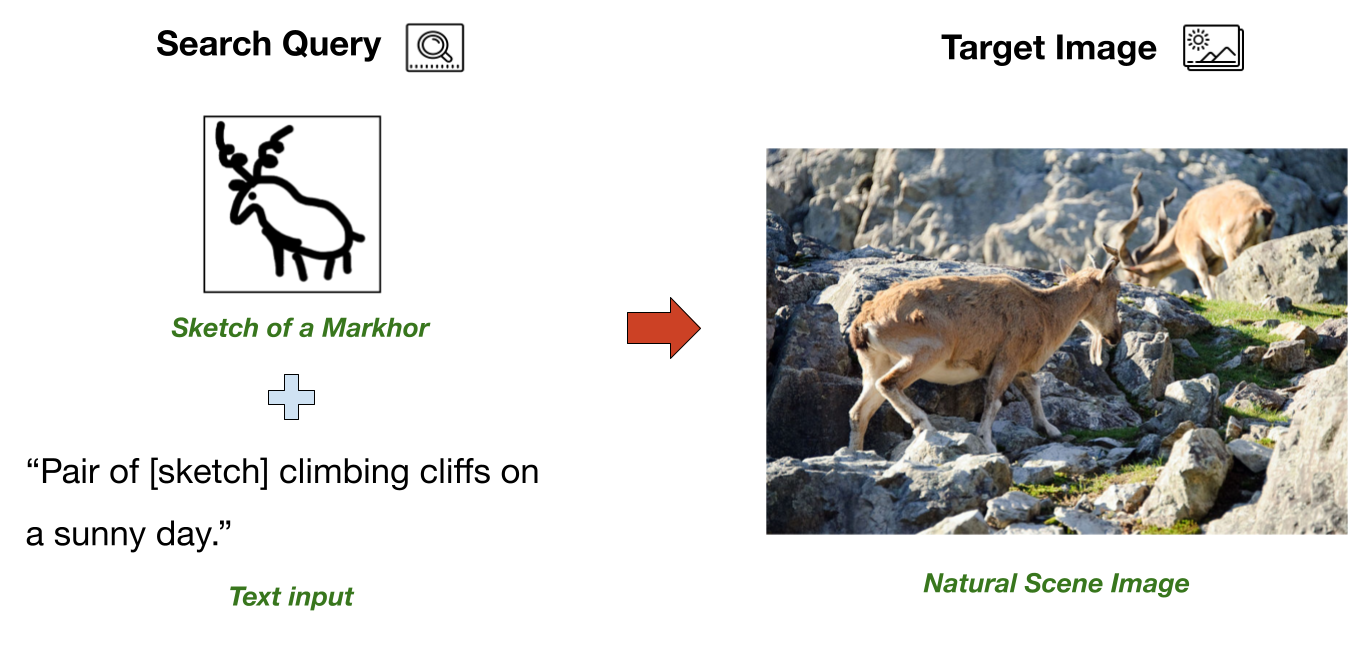 Search Query
Target Image
Sketch of a Markhor
“Pair of [sketch] climbing cliffs on
a sunny day.”
Text input
Natural Scene Image